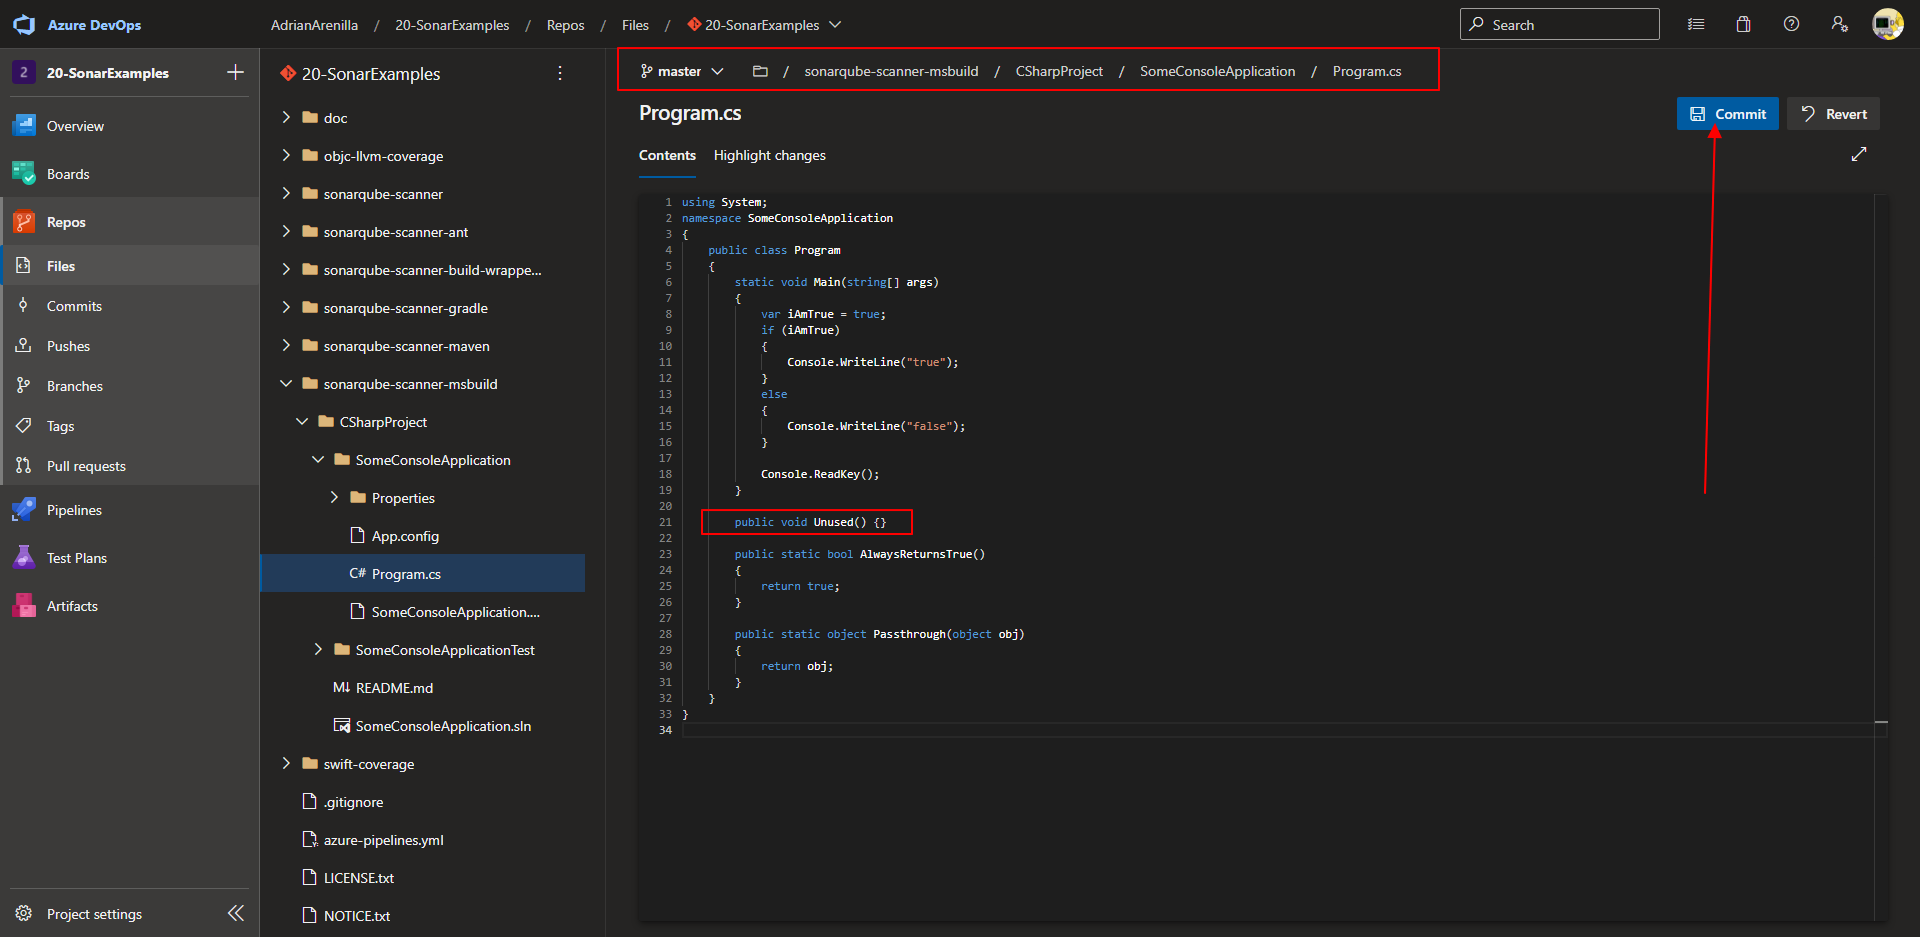 Azure DevOps
AdrianArenilla / 20-SonarExamples / Repos / Files / 20-SonarExamples
Search
2 20-SonarExamples
Overview
Boards
Repos
Files
Commits
Pushes
Branches
Tags
Pull requests
Pipelines
Test Plans
Artifacts
Project settings
20-SonarExamples
doc
objc-llvm-coverage
sonarqube-scanner
sonarqube-scanner-ant
sonarqube-scanner-build-wrappe...
sonarqube-scanner-gradle
sonarqube-scanner-maven
sonarqube-scanner-msbuild
CSharpProject
SomeConsoleApplication
Properties
App.config
C# Program.cs
SomeConsoleApplication....
SomeConsoleApplicationTest
M↓ README.md
SomeConsoleApplication.sln
swift-coverage
.gitignore
azure-pipelines.yml
LICENSE.txt
NOTICE.txt
master / sonarqube-scanner-msbuild / CSharpProject / SomeConsoleApplication / Program.cs
Program.cs
Commit
Revert
Contents Highlight changes
1 using System;
2 namespace SomeConsoleApplication
3 {
4 public class Program
5 {
6 static void Main(string[] args)
7 {
8 var iAmTrue = true;
9 if (iAmTrue)
10 {
11 Console.WriteLine("true");
12 }
13 else
14 {
15 Console.WriteLine("false");
16 }
17
18 Console.ReadKey();
19 }
20
21 public void Unused() {}
22
23 public static bool AlwaysReturnsTrue()
24 {
25 return true;
26 }
27
28 public static object Passthrough(object obj)
29 {
30 return obj;
31 }
32 }
33 }
34